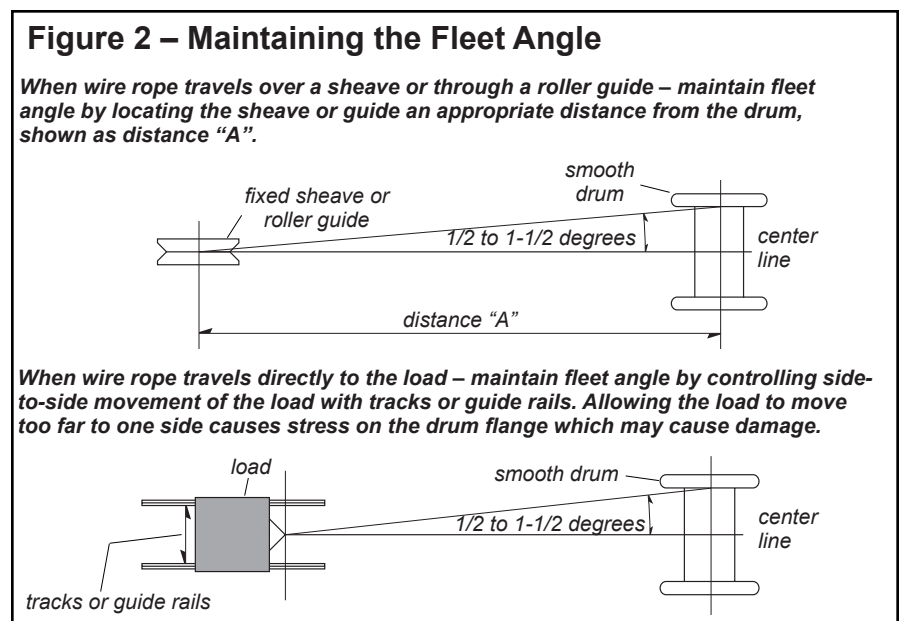 Figure 2 – Maintaining the Fleet Angle
When wire rope travels over a sheave or through a roller guide – maintain fleet
angle by locating the sheave or guide an appropriate distance from the drum,
shown as distance “A”.
smooth
drum
fixed sheave or
roller guide
1/2 to 1-1/2 degrees
center
line
distance “A”
When wire rope travels directly to the load – maintain fleet angle by controlling side-
to-side movement of the load with tracks or guide rails. Allowing the load to move
too far to one side causes stress on the drum flange which may cause damage.
load
smooth drum
1/2 to 1-1/2 degrees
center
line
tracks or guide rails